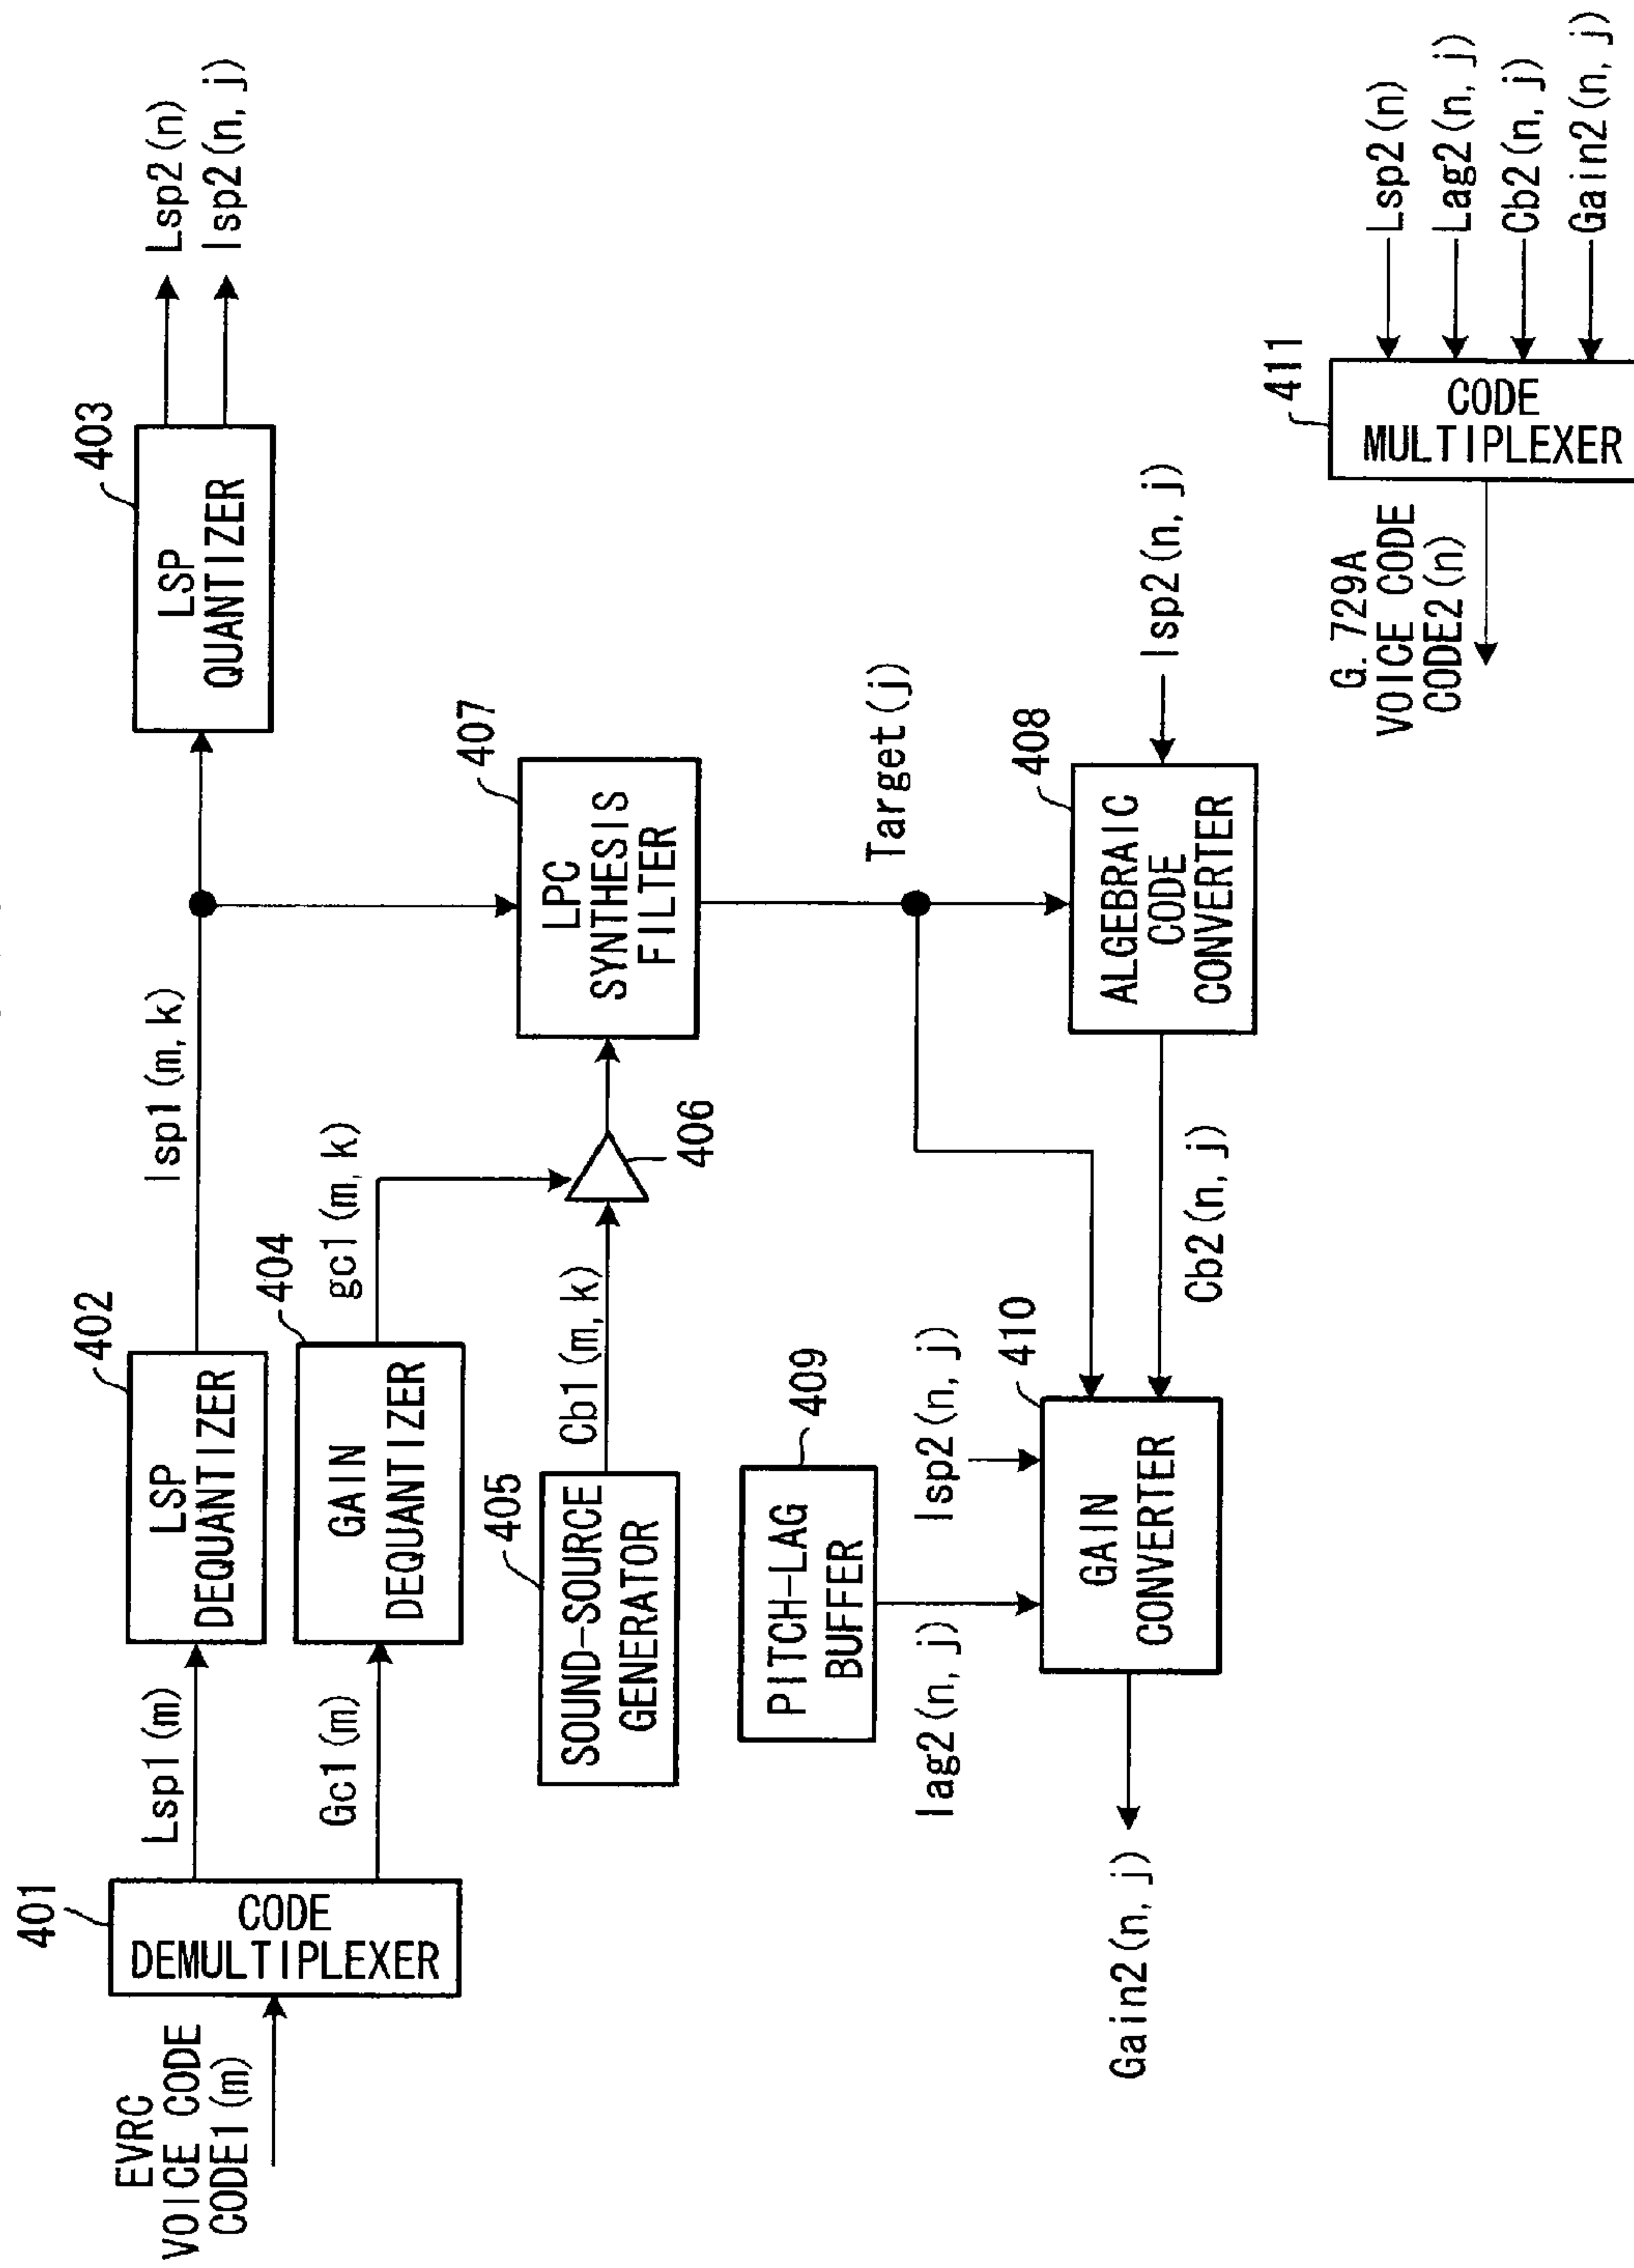 EVRC
VOICE CODE
CODE1(m)
401
CODE
DEMULTIPLEXER
Lsp1(m)
Gc1(m)
402
LSP
DEQUANTIZER
lsp1(m, k)
403
LSP
QUANTIZER
Lsp2(n)
lsp2(n, j)
404
GAIN
DEQUANTIZER
gc1(m, k)
405
SOUND-SOURCE
GENERATOR
Cb1(m, k)
406
407
LPC
SYNTHESIS
FILTER
Target(j)
409
PITCH-LAG
BUFFER
lag2(n, j)
lsp2(n, j)
410
GAIN
CONVERTER
Gain2(n, j)
Cb2(n, j)
408
ALGEBRAIC
CODE
CONVERTER
lsp2(n, j)
411
CODE
MULTIPLEXER
G. 729A
VOICE CODE
CODE2(n)
Lsp2(n)
Lag2(n, j)
Cb2(n, j)
Gain2(n, j)